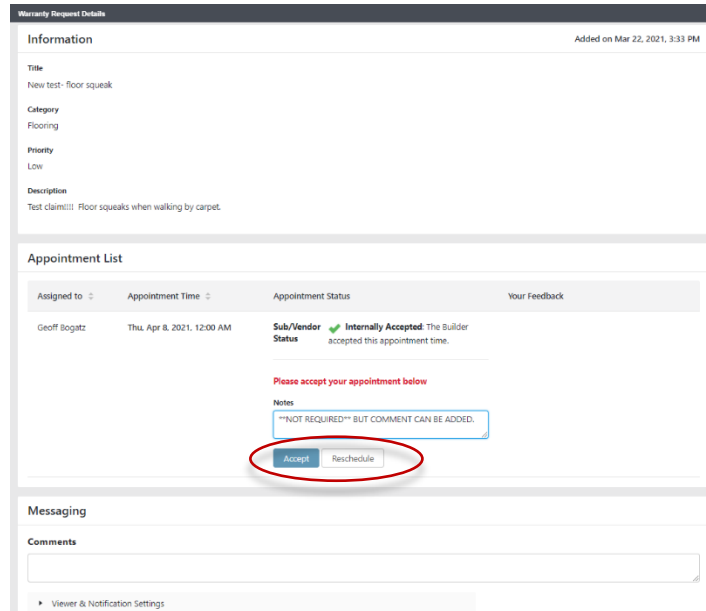 Warranty Request Details
Information
Added on Mar 22, 2021, 3:33 PM
Title
New test- floor squeak
Category
Flooring
Priority
Low
Description
Test claim!!!! Floor squeaks when walking by carpet.
Appointment List
Assigned to Appointment Time Appointment Status Your Feedback
Geoff Bogatz Thu, Apr 8, 2021, 12:00 AM Sub/Vendor Internally Accepted: The Builder
Status accepted this appointment time.
Please accept your appointment below
Notes
**NOT REQUIRED** BUT COMMENT CAN BE ADDED.
Accept Reschedule
Messaging
Comments
Viewer & Notification Settings